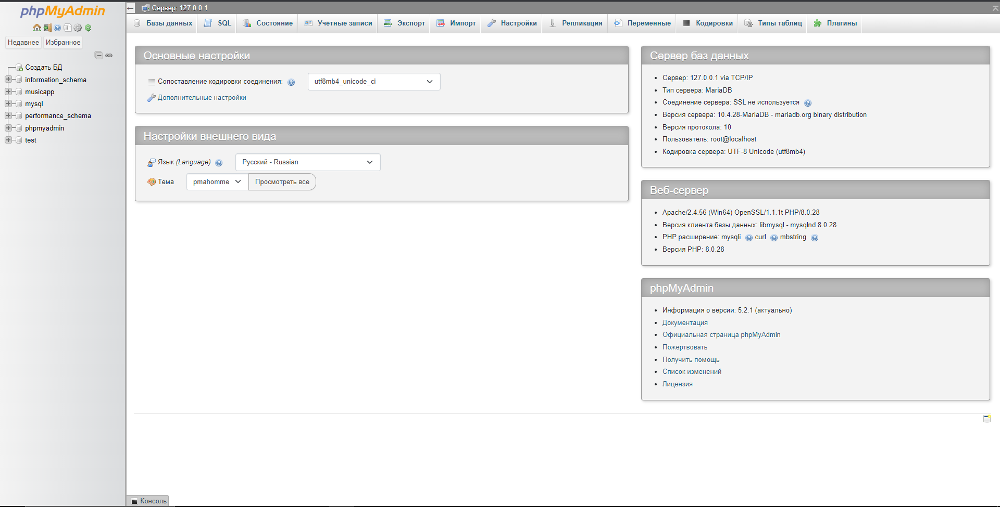 phpMyAdmin
Недавнее Избранное
Создать БД
information_schema
musicapp
mysql
performance_schema
phpmyadmin
test
Сервер: 127.0.0.1
Базы данных SQL Состояние Учётные записи Экспорт Импорт Настройки Репликация Переменные Кодировки Типы таблиц Плагины
Основные настройки
Сопоставление кодировки соединения: utf8mb4_unicode_ci
Дополнительные настройки
Настройки внешнего вида
Язык (Language) Русский - Russian
Тема pmahomme Просмотреть все
Сервер баз данных
Сервер: 127.0.0.1 via TCP/IP
Тип сервера: MariaDB
Соединение сервера: SSL не используется
Версия сервера: 10.4.28-MariaDB - mariadb.org binary distribution
Версия протокола: 10
Пользователь: root@localhost
Кодировка сервера: UTF-8 Unicode (utf8mb4)
Веб-сервер
Apache/2.4.56 (Win64) OpenSSL/1.1.1t PHP/8.0.28
Версия клиента базы данных: libmysql - mysqlnd 8.0.28
PHP расширение: mysqli curl mbstring
Версия PHP: 8.0.28
phpMyAdmin
Информация о версии: 5.2.1 (актуально)
Документация
Официальная страница phpMyAdmin
Пожертвовать
Получить помощь
Список изменений
Лицензия
Консоль